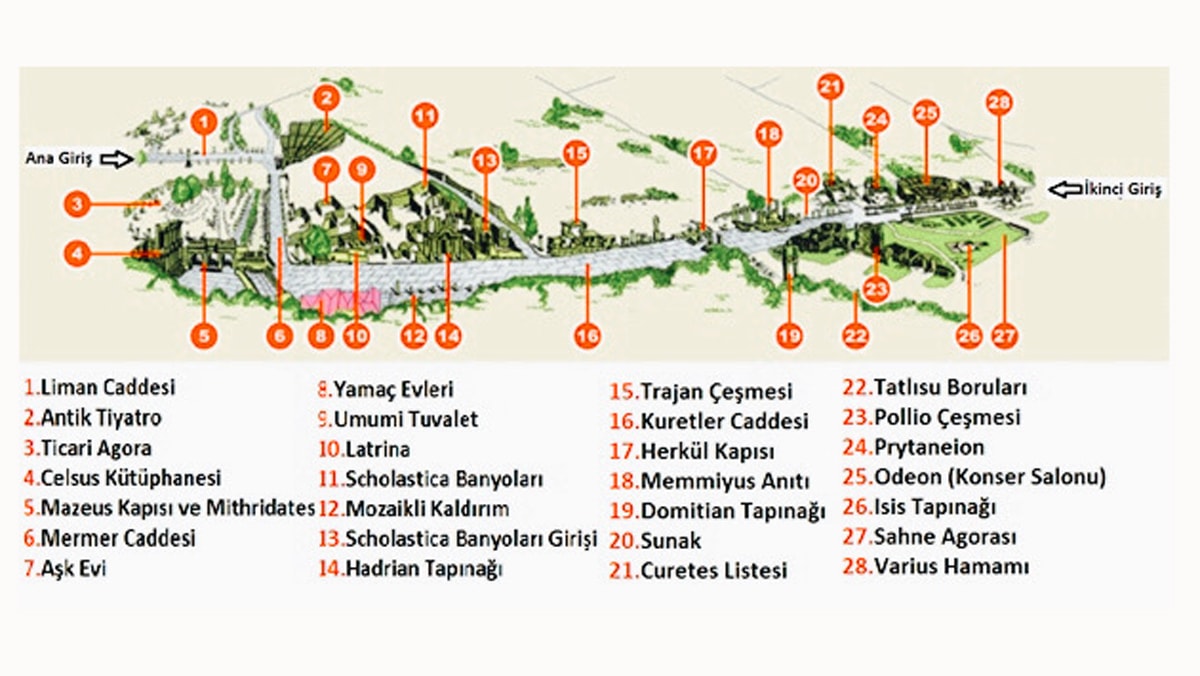 1
2
11
21
24
25
28
18
Ana Giriş
13
15
17
7
9
20
İkinci Giriş
3
4
23
5
6
8
10
12
14
16
19
22
26
27
1.Liman Caddesi
2.Antik Tiyatro
3.Ticari Agora
4.Celsus Kütüphanesi
5.Mazeus Kapısı ve Mithridates
6.Mermer Caddesi
7.Aşk Evi
8.Yamaç Evleri
9.Umumi Tuvalet
10.Latrina
11.Scholastica Banyoları
12.Mozaikli Kaldırım
13.Scholastica Banyoları Girişi
14.Hadrian Tapınağı
15.Trajan Çeşmesi
16.Kuretler Caddesi
17.Herkül Kapısı
18.Memmiyus Anıtı
19.Domitian Tapınağı
20.Sunak
21.Curetes Listesi
22.Tatlısu Boruları
23.Pollio Çeşmesi
24.Prytaneion
25.Odeon (Konser Salonu)
26.Isis Tapınağı
27.Sahne Agorası
28.Varius Hamamı